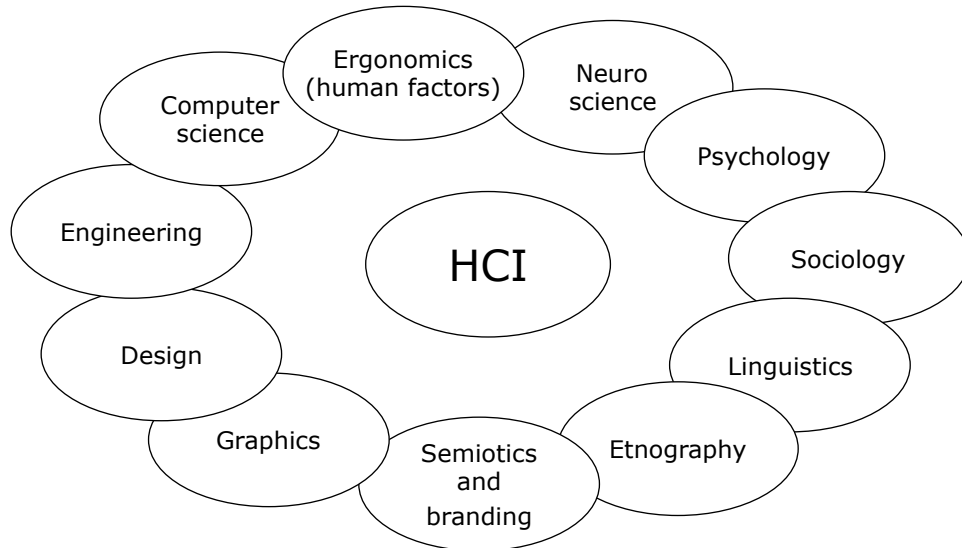 Ergonomics
(human factors)
Neuro
science
Computer
science
Psychology
Engineering
HCI
Sociology
Design
Linguistics
Graphics
Semiotics
and
branding
Etnography